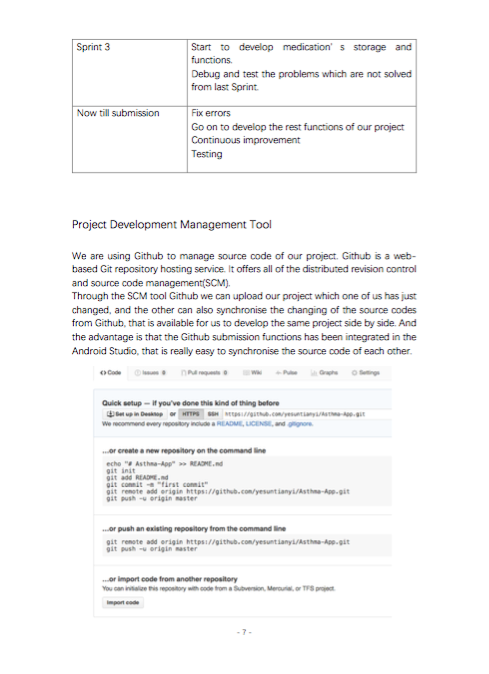 Sprint 3
Start to develop medication' s storage and
functions.
Debug and test the problems which are not solved
from last Sprint.
Now till submission
Fix errors
Go on to develop the rest functions of our project
Continuous improvement
Testing
Project Development Management Tool
We are using Github to manage source code of our project. Github is a web-
based Git repository hosting service. It offers all of the distributed revision control
and source code management(SCM).
Through the SCM tool Github we can upload our project which one of us has just
changed, and the other can also synchronise the changing of the source codes
from Github, that is available for us to develop the same project side by side. And
the advantage is that the Github submission functions has been integrated in the
Android Studio, that is really easy to synchronise the source code of each other.
Code Issues 0 Pull requests 0 Wiki Pulse Graphs Settings
Quick setup — if you've done this kind of thing before
Set up in Desktop or HTTPS SSH https://github.com/yesuntianyi/Asthma-App.git
We recommend every repository include a README, LICENSE, and .gitignore.
...or create a new repository on the command line
echo "# Asthma-App" >> README.md
git init
git add README.md
git commit -m "first commit"
git remote add origin https://github.com/yesuntianyi/Asthma-App.git
git push -u origin master
...or push an existing repository from the command line
git remote add origin https://github.com/yesuntianyi/Asthma-App.git
git push -u origin master
...or import code from another repository
You can initialize this repository with code from a Subversion, Mercurial, or TFS project.
Import code
- 7 -